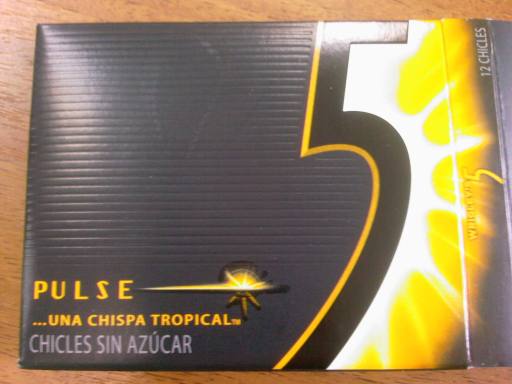 5
PULSE
...UNA CHISPA TROPICAL™
CHICLES SIN AZÚCAR
12 CHICLES
WRIGLEY'S 5